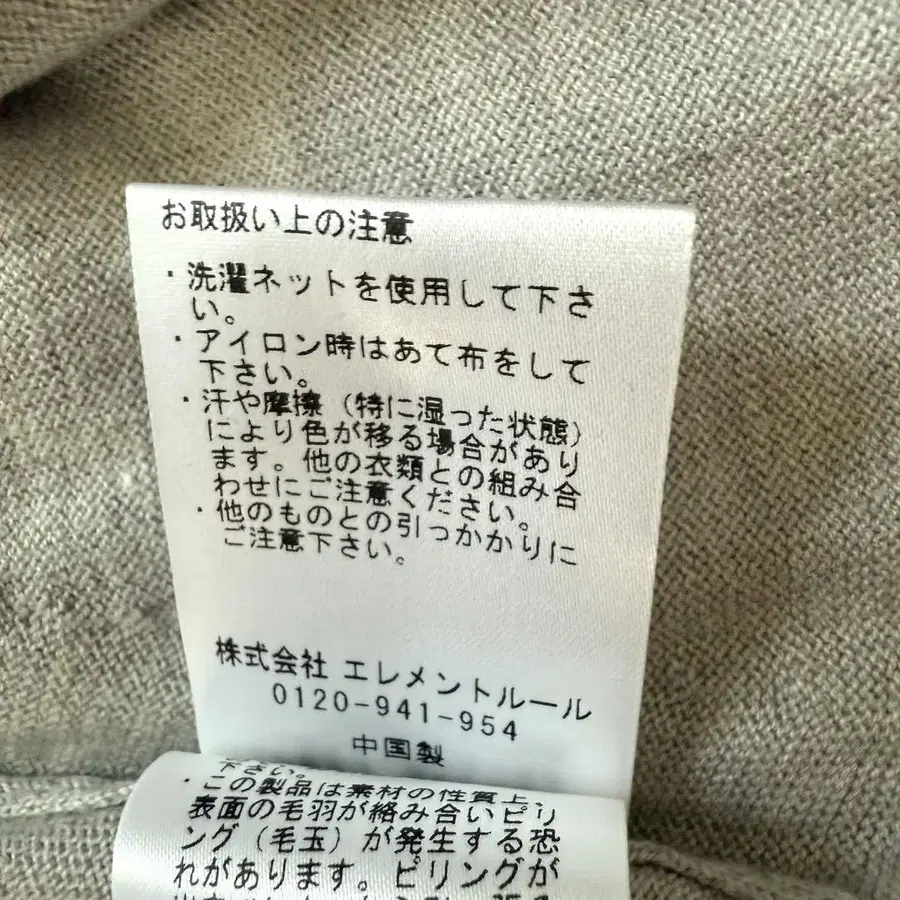 お取扱い上の注意
・洗濯ネットを使用して下さ
い。
・アイロン時はあて布をして
下さい。
・汗や摩擦（特に湿った状態）
により色が移る場合があり
ます。他の衣類との組み合
わせにご注意ください。
・他のものとの引っかかりに
ご注意下さい。
株式会社 エレメントルール
0120-941-954
中国製
下さい。
・この製品は素材の性質上、
表面の毛羽が絡み合いピリ
ング（毛玉）が発生する恐
れがあります。ピリングが